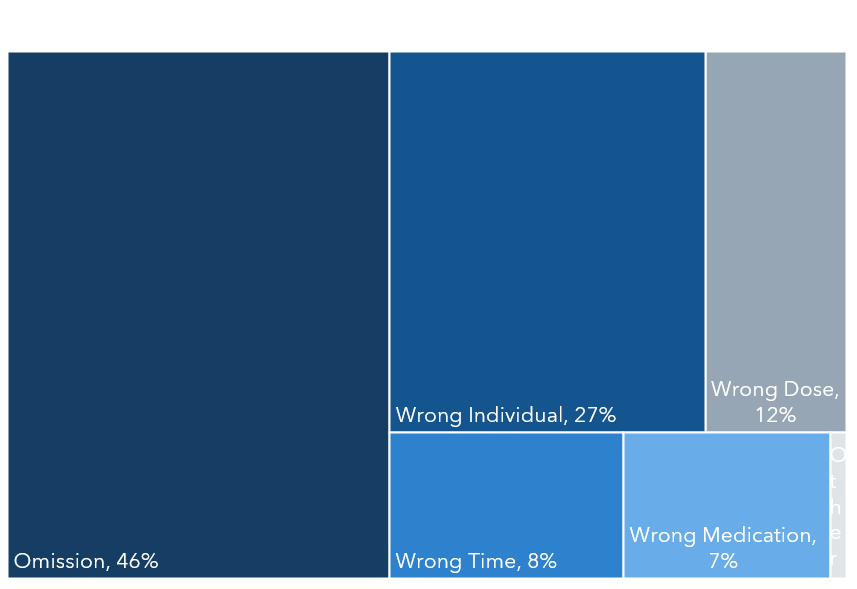 Omission, 46%
Wrong Individual, 27%
Wrong Dose,
12%
Wrong Time, 8%
Wrong Medication,
7%
O
t
h
e
r